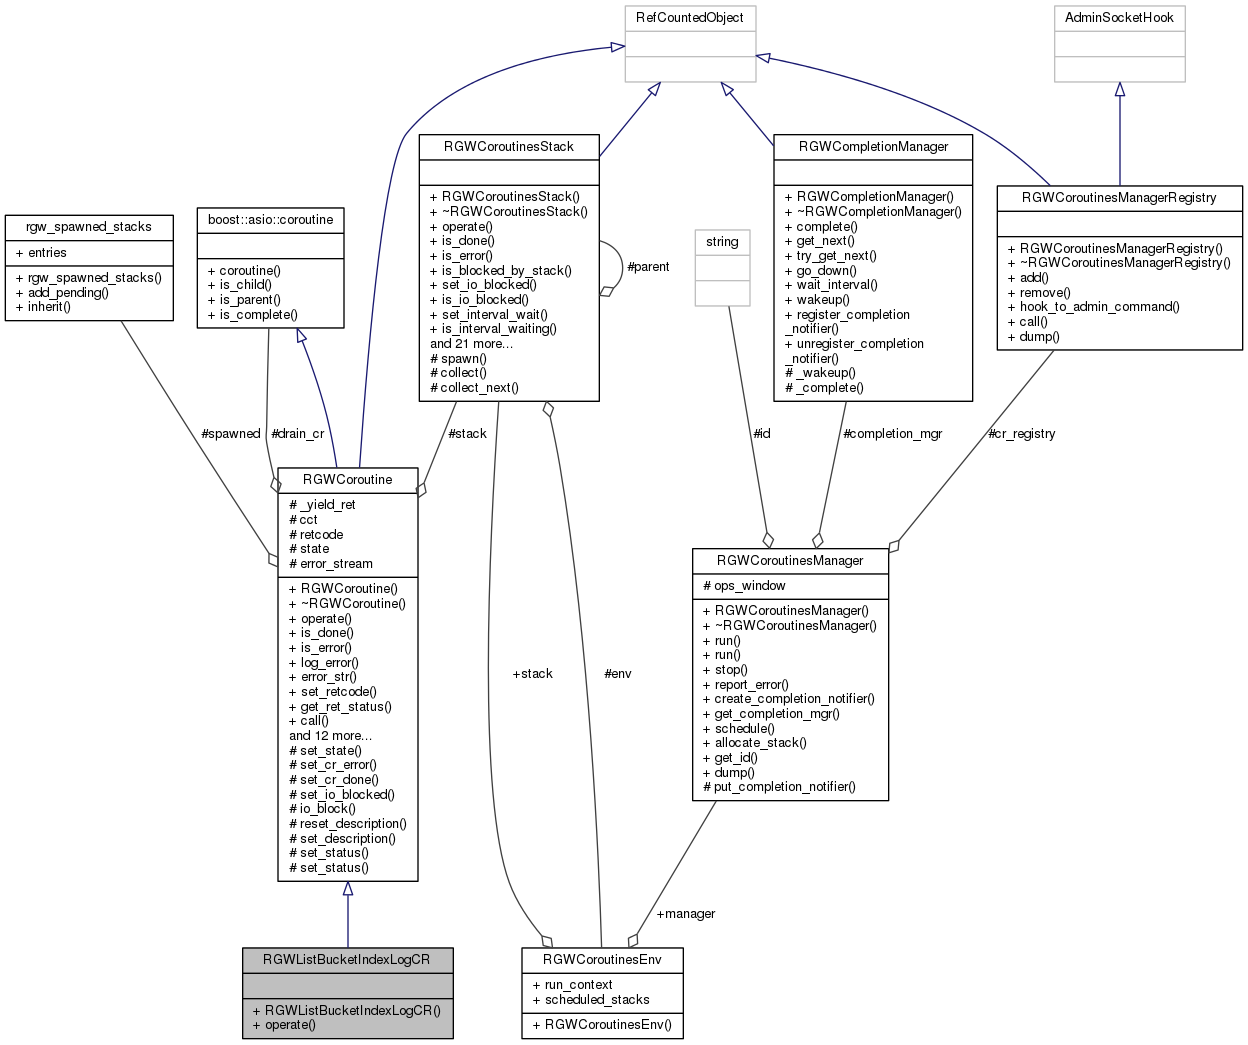 RefCountedObject
AdminSocketHook
RGWCoroutinesStack
+ RGWCoroutinesStack()
+ ~RGWCoroutinesStack()
+ operate()
+ is_done()
+ is_error()
+ is_blocked_by_stack()
+ set_io_blocked()
+ is_io_blocked()
+ set_interval_wait()
+ is_interval_waiting()
and 21 more...
# spawn()
# collect()
# collect_next()
#parent
RGWCompletionManager
+ RGWCompletionManager()
+ ~RGWCompletionManager()
+ complete()
+ get_next()
+ try_get_next()
+ go_down()
+ wait_interval()
+ wakeup()
+ register_completion
_notifier()
+ unregister_completion
_notifier()
# _wakeup()
# _complete()
RGWCoroutinesManagerRegistry
+ RGWCoroutinesManagerRegistry()
+ ~RGWCoroutinesManagerRegistry()
+ add()
+ remove()
+ hook_to_admin_command()
+ call()
+ dump()
rgw_spawned_stacks
+ entries
+ rgw_spawned_stacks()
+ add_pending()
+ inherit()
boost::asio::coroutine
+ coroutine()
+ is_child()
+ is_parent()
+ is_complete()
string
#spawned
#drain_cr
#stack
#id
#completion_mgr
#cr_registry
RGWCoroutine
# _yield_ret
# cct
# retcode
# state
# error_stream
+ RGWCoroutine()
+ ~RGWCoroutine()
+ operate()
+ is_done()
+ is_error()
+ log_error()
+ error_str()
+ set_retcode()
+ get_ret_status()
+ call()
and 12 more...
# set_state()
# set_cr_error()
# set_cr_done()
# set_io_blocked()
# io_block()
# reset_description()
# set_description()
# set_status()
# set_status()
RGWCoroutinesManager
# ops_window
+ RGWCoroutinesManager()
+ ~RGWCoroutinesManager()
+ run()
+ run()
+ stop()
+ report_error()
+ create_completion_notifier()
+ get_completion_mgr()
+ schedule()
+ allocate_stack()
+ get_id()
+ dump()
# put_completion_notifier()
+stack
#env
+manager
RGWListBucketIndexLogCR
+ RGWListBucketIndexLogCR()
+ operate()
RGWCoroutinesEnv
+ run_context
+ scheduled_stacks
+ RGWCoroutinesEnv()